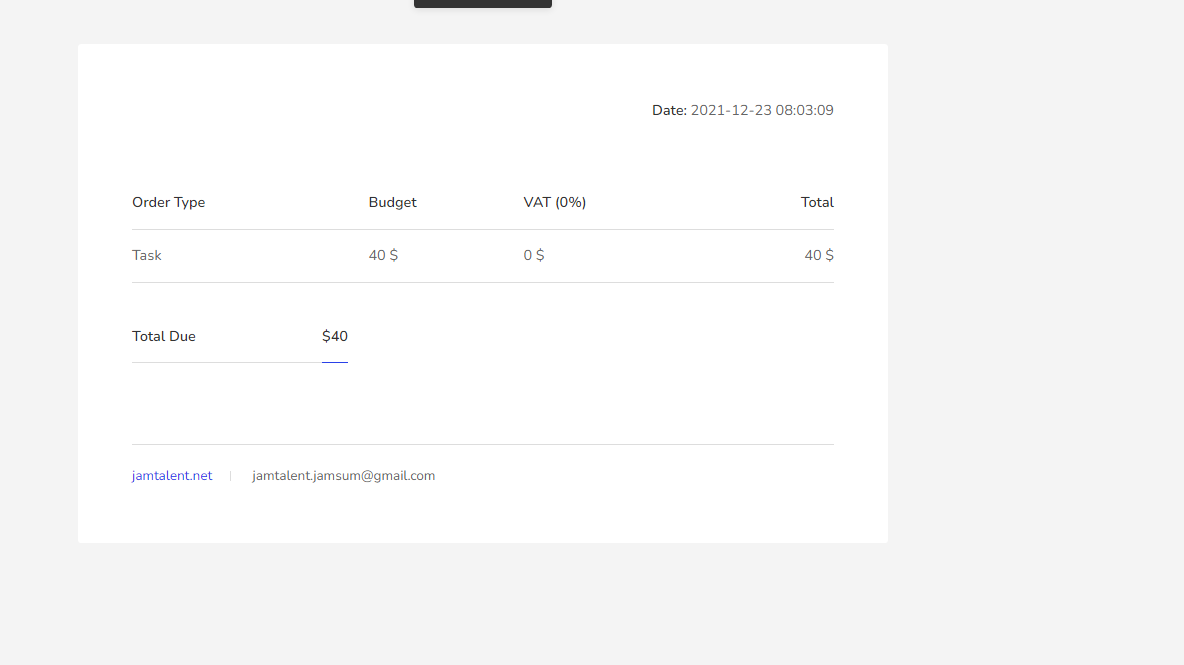 Date: 2021-12-23 08:03:09
Order Type Budget VAT (0%) Total
Task 40 $ 0 $ 40 $
Total Due $40
jamtalent.net jamtalent.jamsum@gmail.com